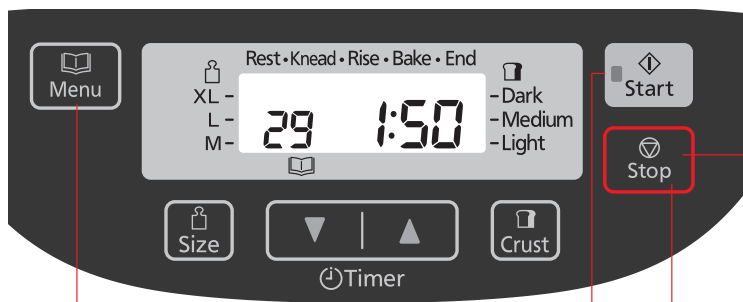 Menu
Rest • Knead • Rise • Bake • End
XL
L
M
29
1:50
Dark
Medium
Light
Start
Stop
Size
Timer
Crust